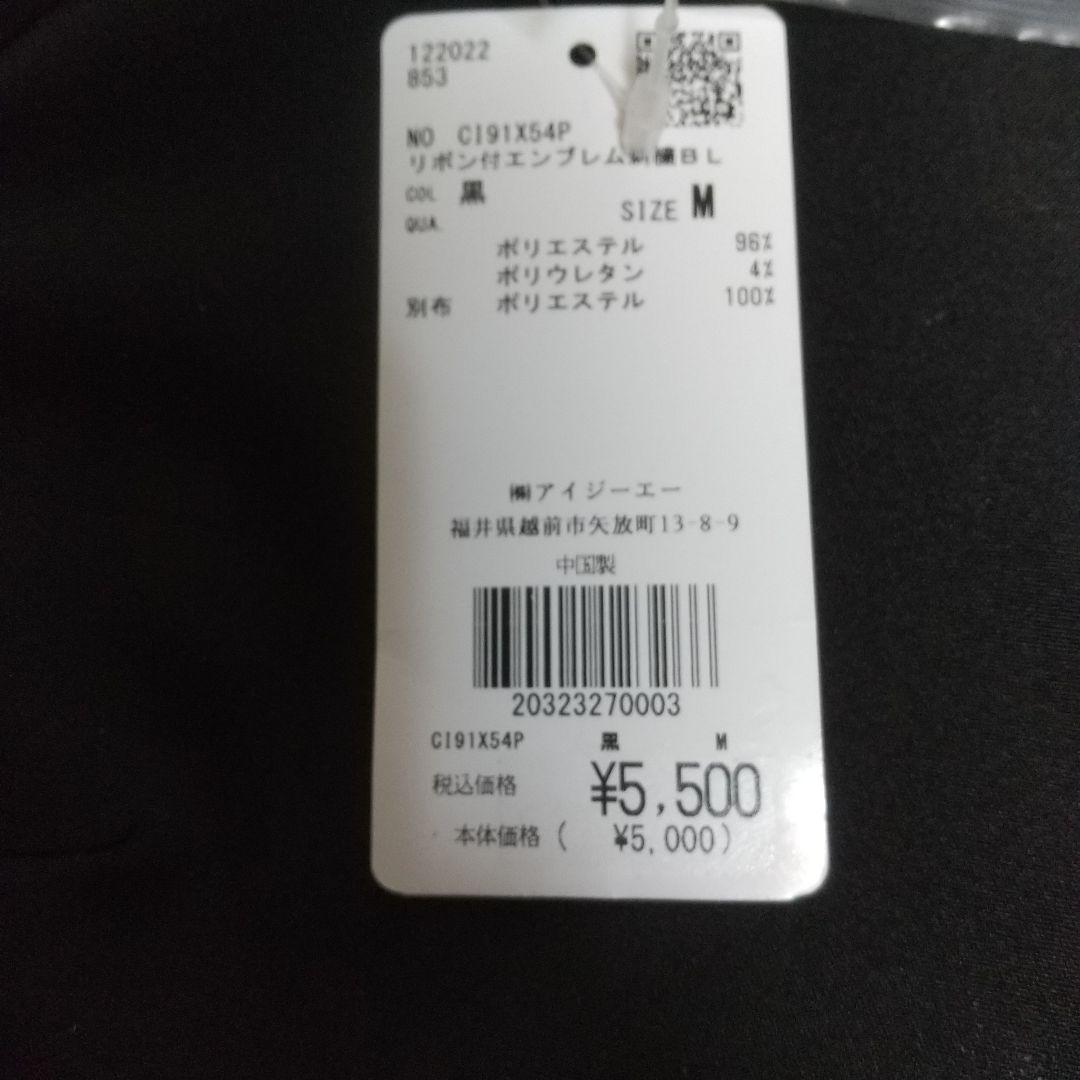 122022
853
NO CI91X54P
リボン付エンブレム刺繍BL
COL 黒
SIZE M
QUA.
ポリエステル 96%
ポリウレタン 4%
別布 ポリエステル 100%
㈱アイジーエー
福井県越前市矢放町13-8-9
中国製
20323270003
CI91X54P 黒 M
税込価格 ¥5,500
本体価格( ¥5,000)